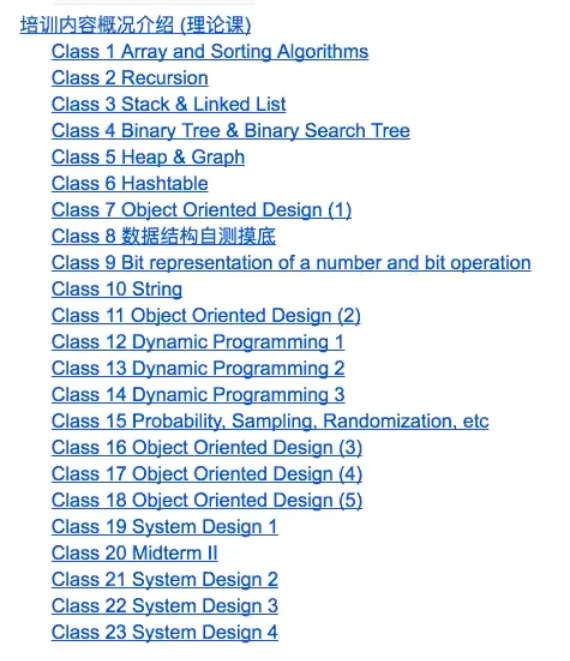 培训内容概况介绍 (理论课)
Class 1 Array and Sorting Algorithms
Class 2 Recursion
Class 3 Stack & Linked List
Class 4 Binary Tree & Binary Search Tree
Class 5 Heap & Graph
Class 6 Hashtable
Class 7 Object Oriented Design (1)
Class 8 数据结构自测摸底
Class 9 Bit representation of a number and bit operation
Class 10 String
Class 11 Object Oriented Design (2)
Class 12 Dynamic Programming 1
Class 13 Dynamic Programming 2
Class 14 Dynamic Programming 3
Class 15 Probability, Sampling, Randomization, etc
Class 16 Object Oriented Design (3)
Class 17 Object Oriented Design (4)
Class 18 Object Oriented Design (5)
Class 19 System Design 1
Class 20 Midterm II
Class 21 System Design 2
Class 22 System Design 3
Class 23 System Design 4